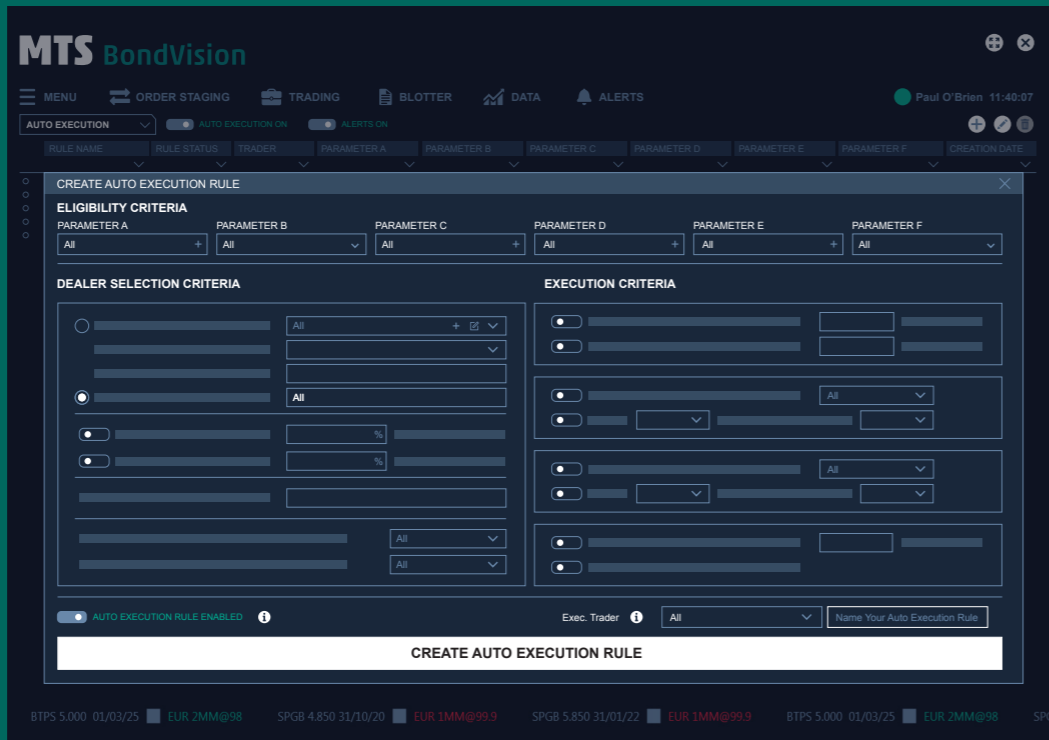 MTS BondVision
MENU ORDER STAGING TRADING BLOTTER DATA ALERTS Paul O'Brien 11:40:07
AUTO EXECUTION AUTO EXECUTION ON ALERTS ON
RULE NAME RULE STATUS TRADER PARAMETER A PARAMETER B PARAMETER C PARAMETER D PARAMETER E PARAMETER F CREATION DATE
CREATE AUTO EXECUTION RULE
ELIGIBILITY CRITERIA
PARAMETER A PARAMETER B PARAMETER C PARAMETER D PARAMETER E PARAMETER F
All All All All All All
DEALER SELECTION CRITERIA EXECUTION CRITERIA
All
All
All
%
%
All
All
All
All
AUTO EXECUTION RULE ENABLED Exec. Trader All Name Your Auto Execution Rule
CREATE AUTO EXECUTION RULE
BTPS 5.000 01/03/25 EUR 2MM@98 SPGB 4.850 31/10/20 EUR 1MM@99.9 SPGB 5.850 31/01/22 EUR 1MM@99.9 BTPS 5.000 01/03/25 EUR 2MM@98